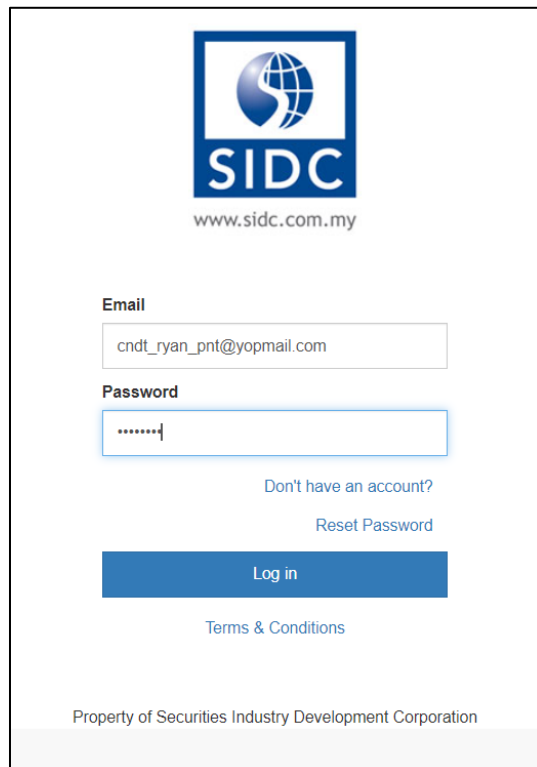 SIDC
www.sidc.com.my
Email
cndt_ryan_pnt@yopmail.com
Password
••••••••
Don't have an account?
Reset Password
Log in
Terms & Conditions
Property of Securities Industry Development Corporation